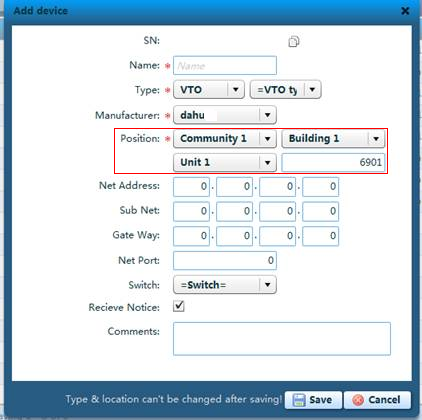 Add device
SN:
Name: * Name
Type: * VTO =VTO ty
Manufacturer: * dahu
Position: * Community 1 Building 1
Unit 1 6901
Net Address: 0 . 0 . 0 . 0
Sub Net: 0 . 0 . 0 . 0
Gate Way: 0 . 0 . 0 . 0
Net Port: 0
Switch: =Switch=
Recieve Notice:
Comments:
Type & location can't be changed after saving! Save Cancel